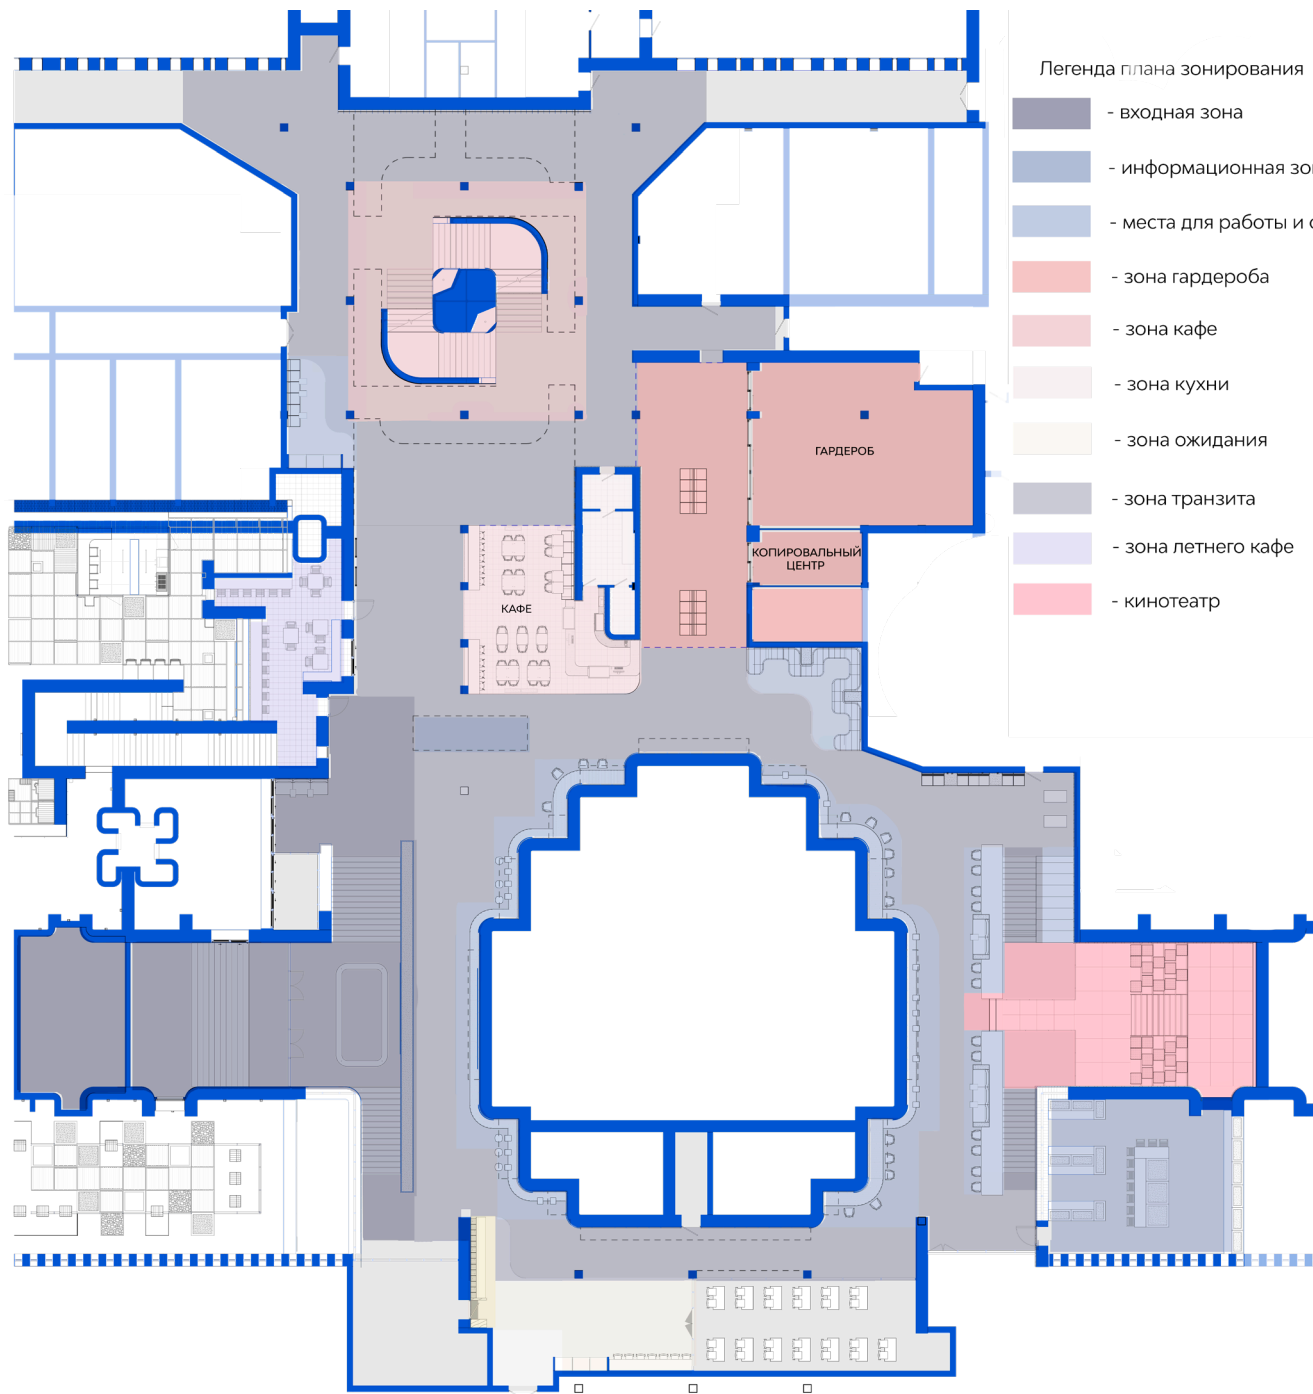 Легенда плана зонирования
- входная зона
- информационная
- места для работы и
- зона гардероба
- зона кафе
- зона кухни
- зона ожидания
- зона транзита
- зона летнего кафе
- кинотеатр
ГАРДЕРОБ
КОПИРОВАЛЬНЫЙ
ЦЕНТР
КАФЕ